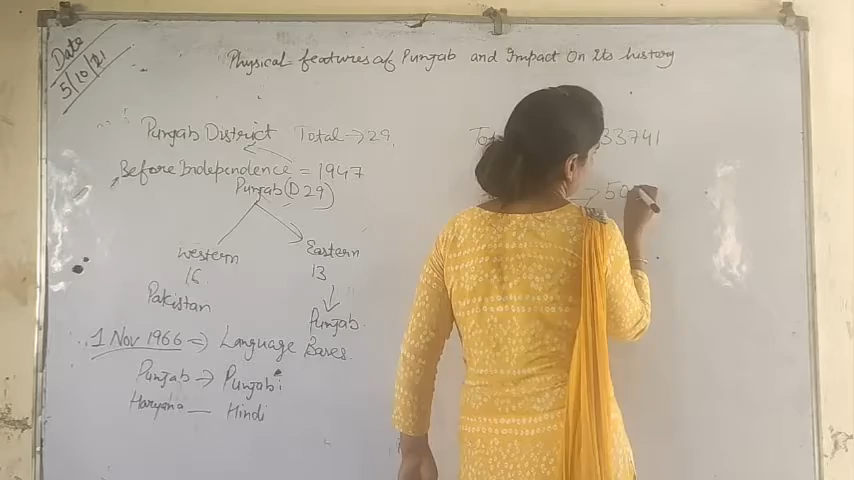 Date
5/10/21
Physical features of Punjab and Impact On Its history
Punjab District Total → 29
Before Independence = 1947
Punjab (D 29)
Western
16
Pakistan
Eastern
13
Punjab
1 Nov 1966 => Language Bases
Punjab → Punjabi
Haryana — Hindi
33741
→ 50